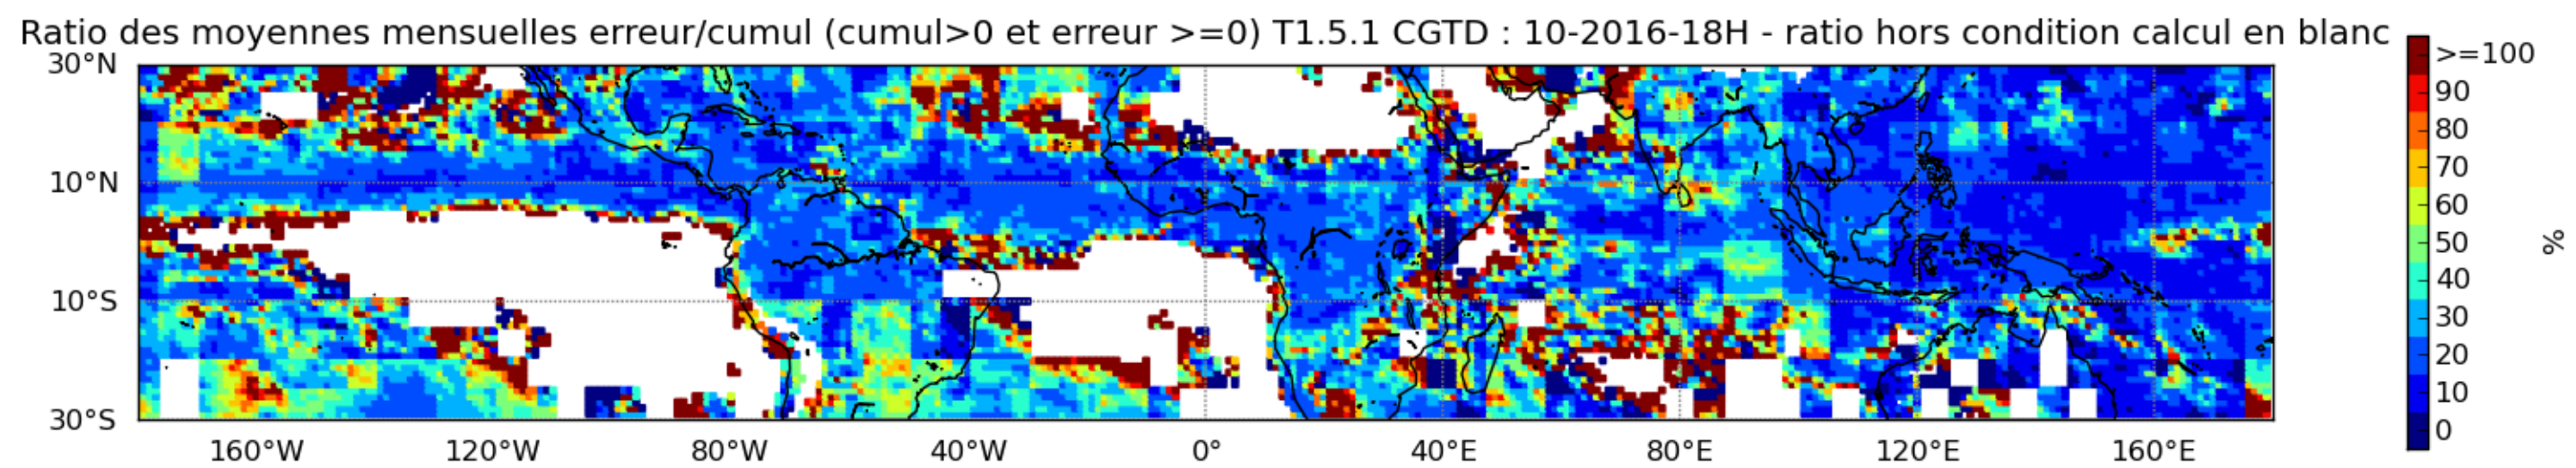 Ratio des moyennes mensuelles erreur/cumul (cumul>0 et erreur >=0) T1.5.1 CGTD : 10-2016-18H - ratio hors condition calcul en blanc
30°N
10°N
10°S
30°S
160°W 120°W 80°W 40°W 0° 40°E 80°E 120°E 160°E
>=100
90
80
70
60
50
40
30
20
10
0
%